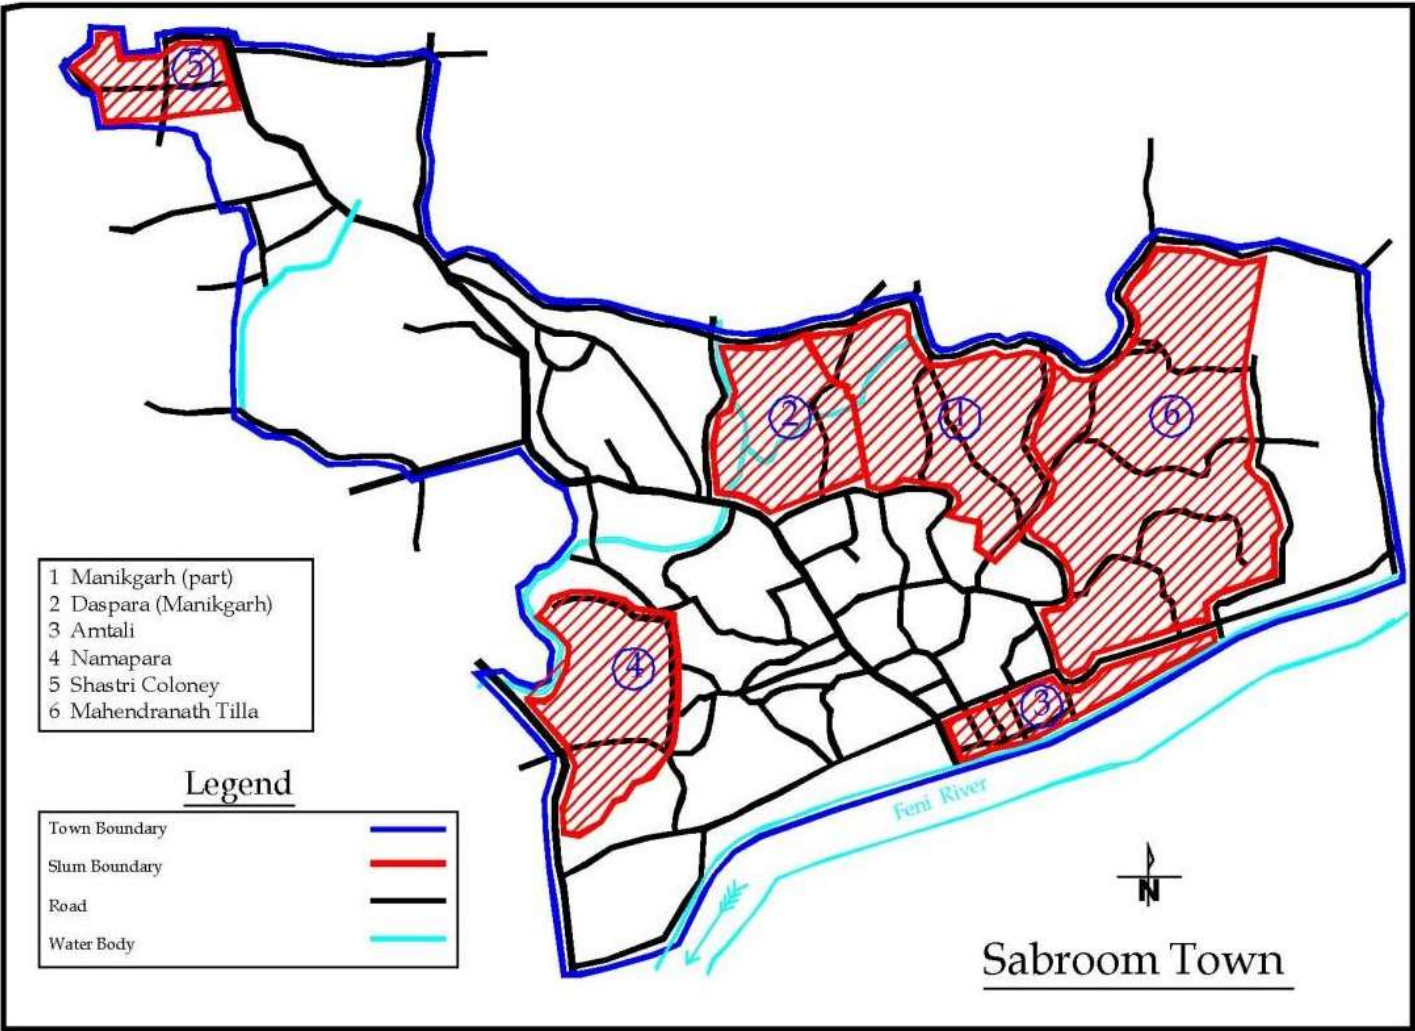 5
2
1
6
4
3
1 Manikgarh (part)
2 Daspara (Manikgarh)
3 Amtali
4 Namapara
5 Shastri Coloney
6 Mahendranath Tilla
Legend
Town Boundary
Slum Boundary
Road
Water Body
Feni River
N
Sabroom Town